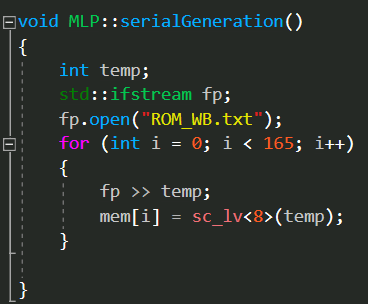 void MLP::serialGeneration()
{
    int temp;
    std::ifstream fp;
    fp.open("ROM_WB.txt");
    for (int i = 0; i < 165; i++)
    {
        fp >> temp;
        mem[i] = sc_lv<8>(temp);
    }

}